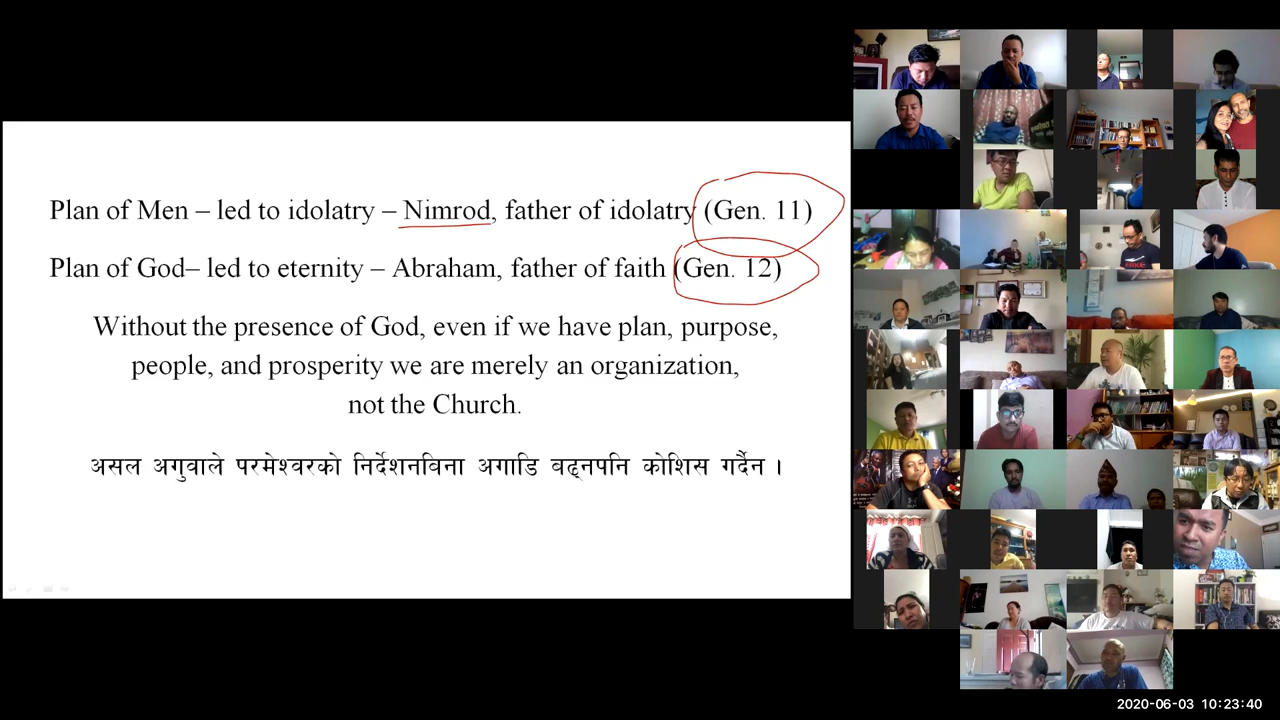 Plan of Men – led to idolatry – Nimrod, father of idolatry (Gen. 11)
Plan of God– led to eternity – Abraham, father of faith (Gen. 12)
Without the presence of God, even if we have plan, purpose,
people, and prosperity we are merely an organization,
not the Church.
असल अगुवाले परमेश्वरको निर्देशनबिना अगाडि बढ्नपनि कोशिस गर्दैन ।
2020-06-03 10:23:40